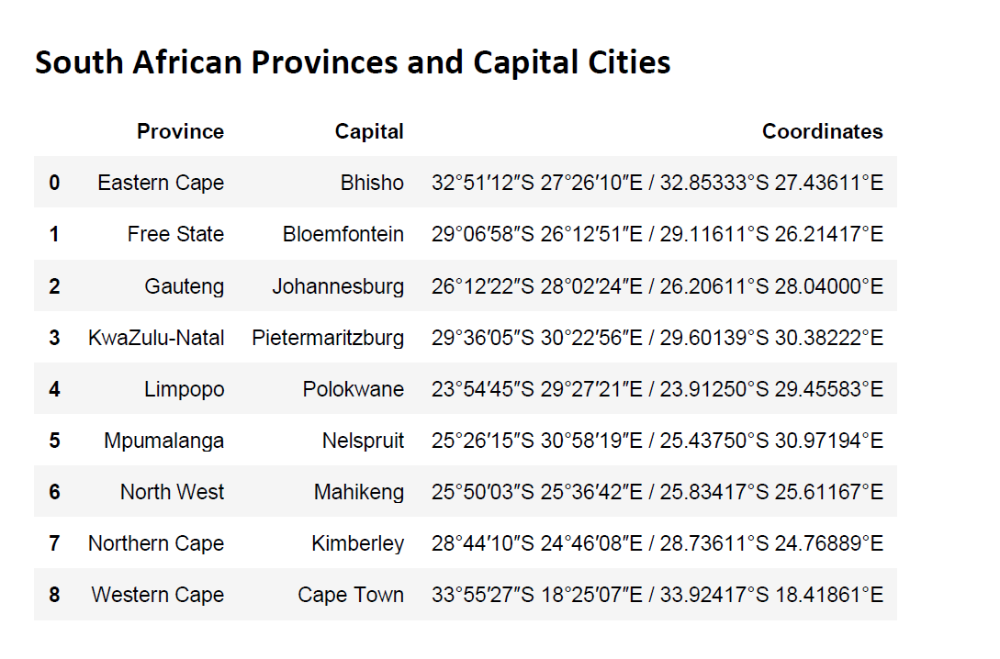 South African Provinces and Capital Cities
Province Capital Coordinates
0 Eastern Cape Bhisho 32°51′12″S 27°26′10″E / 32.85333°S 27.43611°E
1 Free State Bloemfontein 29°06′58″S 26°12′51″E / 29.11611°S 26.21417°E
2 Gauteng Johannesburg 26°12′22″S 28°02′24″E / 26.20611°S 28.04000°E
3 KwaZulu-Natal Pietermaritzburg 29°36′05″S 30°22′56″E / 29.60139°S 30.38222°E
4 Limpopo Polokwane 23°54′45″S 29°27′21″E / 23.91250°S 29.45583°E
5 Mpumalanga Nelspruit 25°26′15″S 30°58′19″E / 25.43750°S 30.97194°E
6 North West Mahikeng 25°50′03″S 25°36′42″E / 25.83417°S 25.61167°E
7 Northern Cape Kimberley 28°44′10″S 24°46′08″E / 28.73611°S 24.76889°E
8 Western Cape Cape Town 33°55′27″S 18°25′07″E / 33.92417°S 18.41861°E